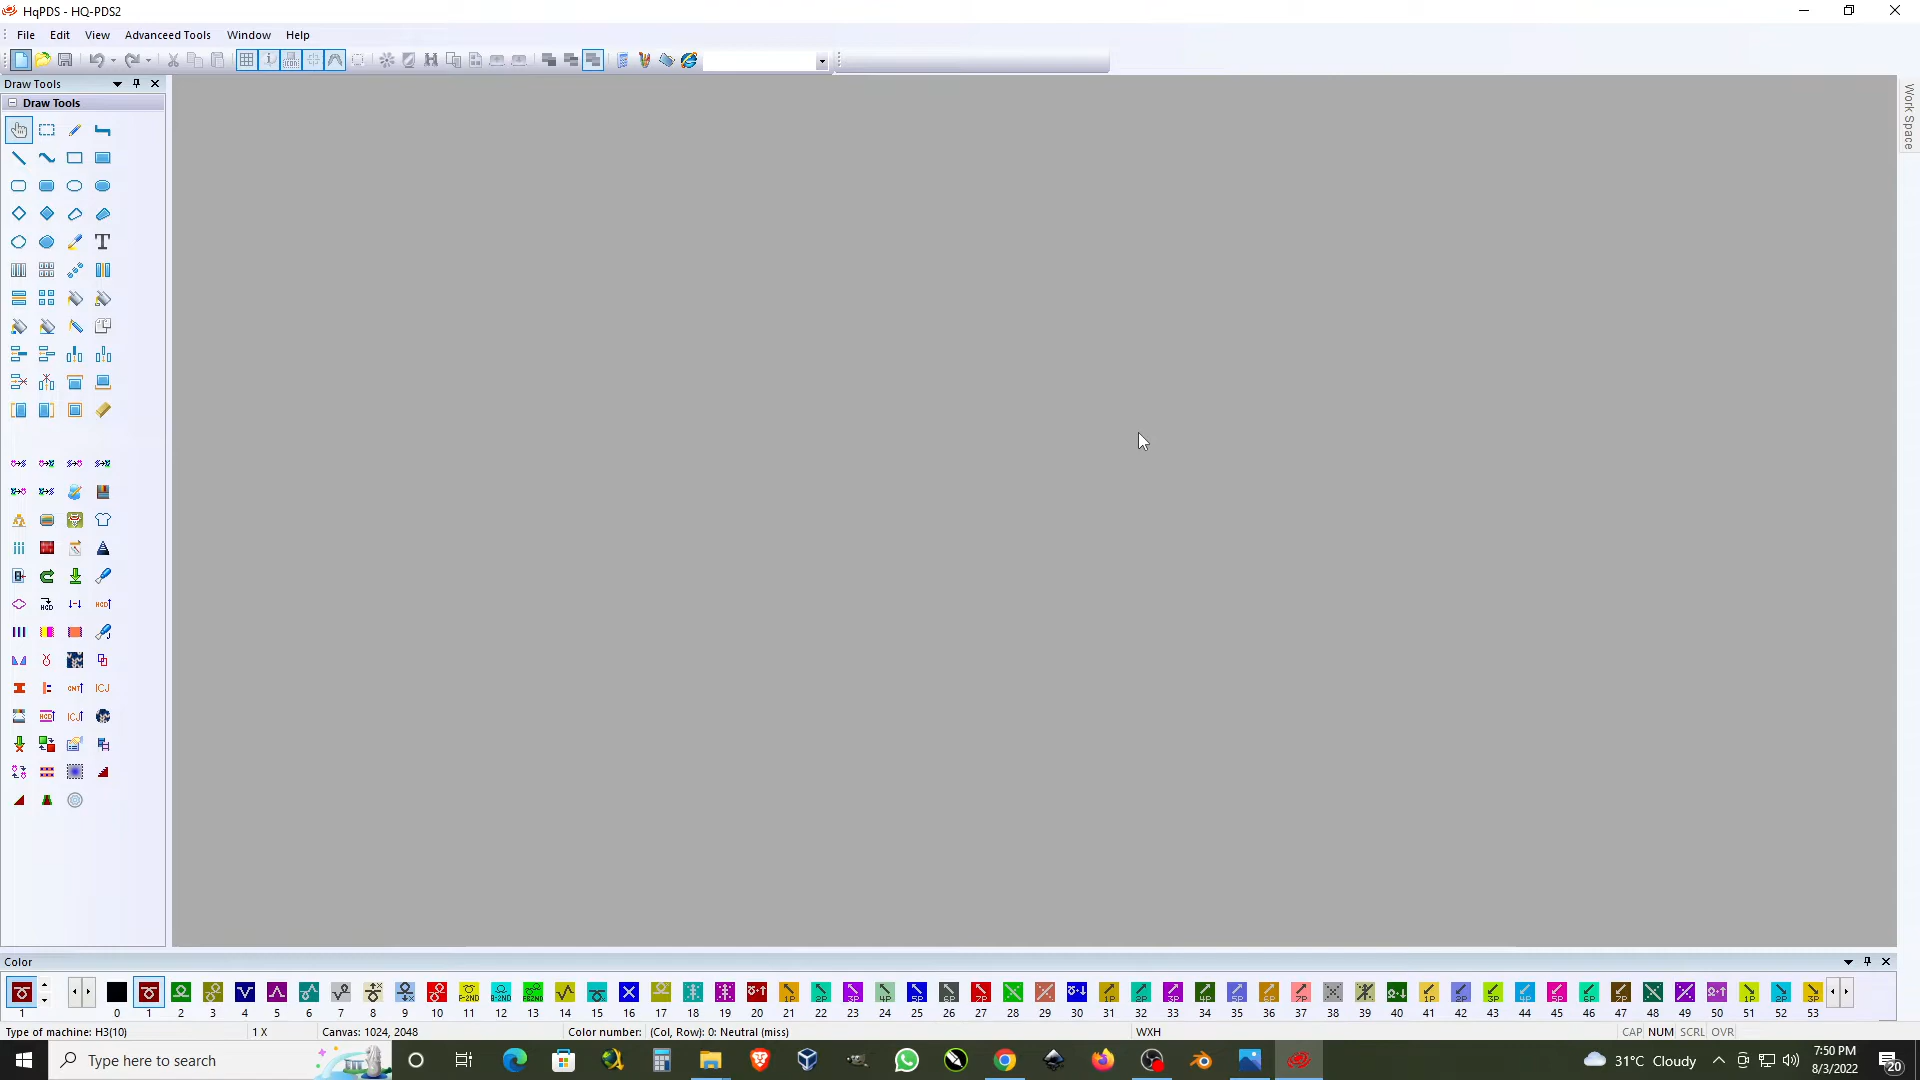 HqPDS - HQ-PDS2
File Edit View Advanceed Tools Window Help
Draw Tools
Draw Tools
Work Space
Color
1 0 1 2 3 4 5 6 7 8 9 10 11 12 13 14 15 16 17 18 19 20 21 22 23 24 25 26 27 28 29 30 31 32 33 34 35 36 37 38 39 40 41 42 43 44 45 46 47 48 49 50 51 52 53
Type of machine: H3(10) 1 X Canvas: 1024, 2048 Color number: (Col, Row): 0: Neutral (miss) WXH CAP NUM SCRL OVR
Type here to search
31°C Cloudy
7:50 PM
8/3/2022
20